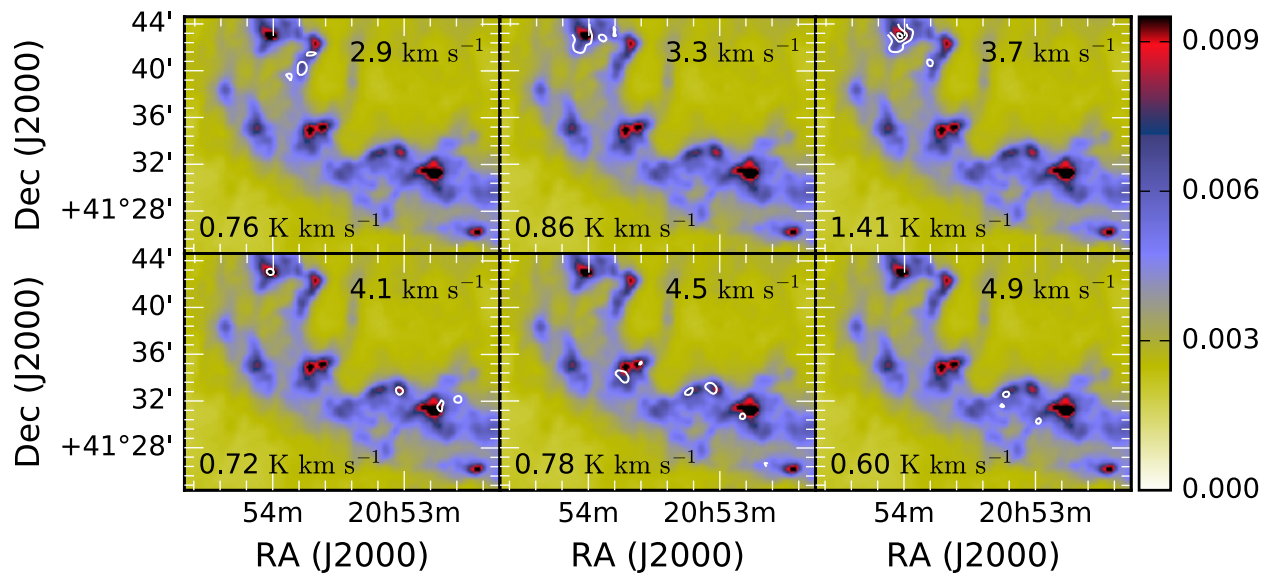 44'
40'
36'
32'
+41°28'
Dec (J2000)
2.9 km s⁻¹
0.76 K km s⁻¹
3.3 km s⁻¹
0.86 K km s⁻¹
3.7 km s⁻¹
1.41 K km s⁻¹
44'
40'
36'
32'
+41°28'
Dec (J2000)
4.1 km s⁻¹
0.72 K km s⁻¹
4.5 km s⁻¹
0.78 K km s⁻¹
4.9 km s⁻¹
0.60 K km s⁻¹
54m 20h53m
54m 20h53m
54m 20h53m
RA (J2000)
RA (J2000)
RA (J2000)
0.009
0.006
0.003
0.000